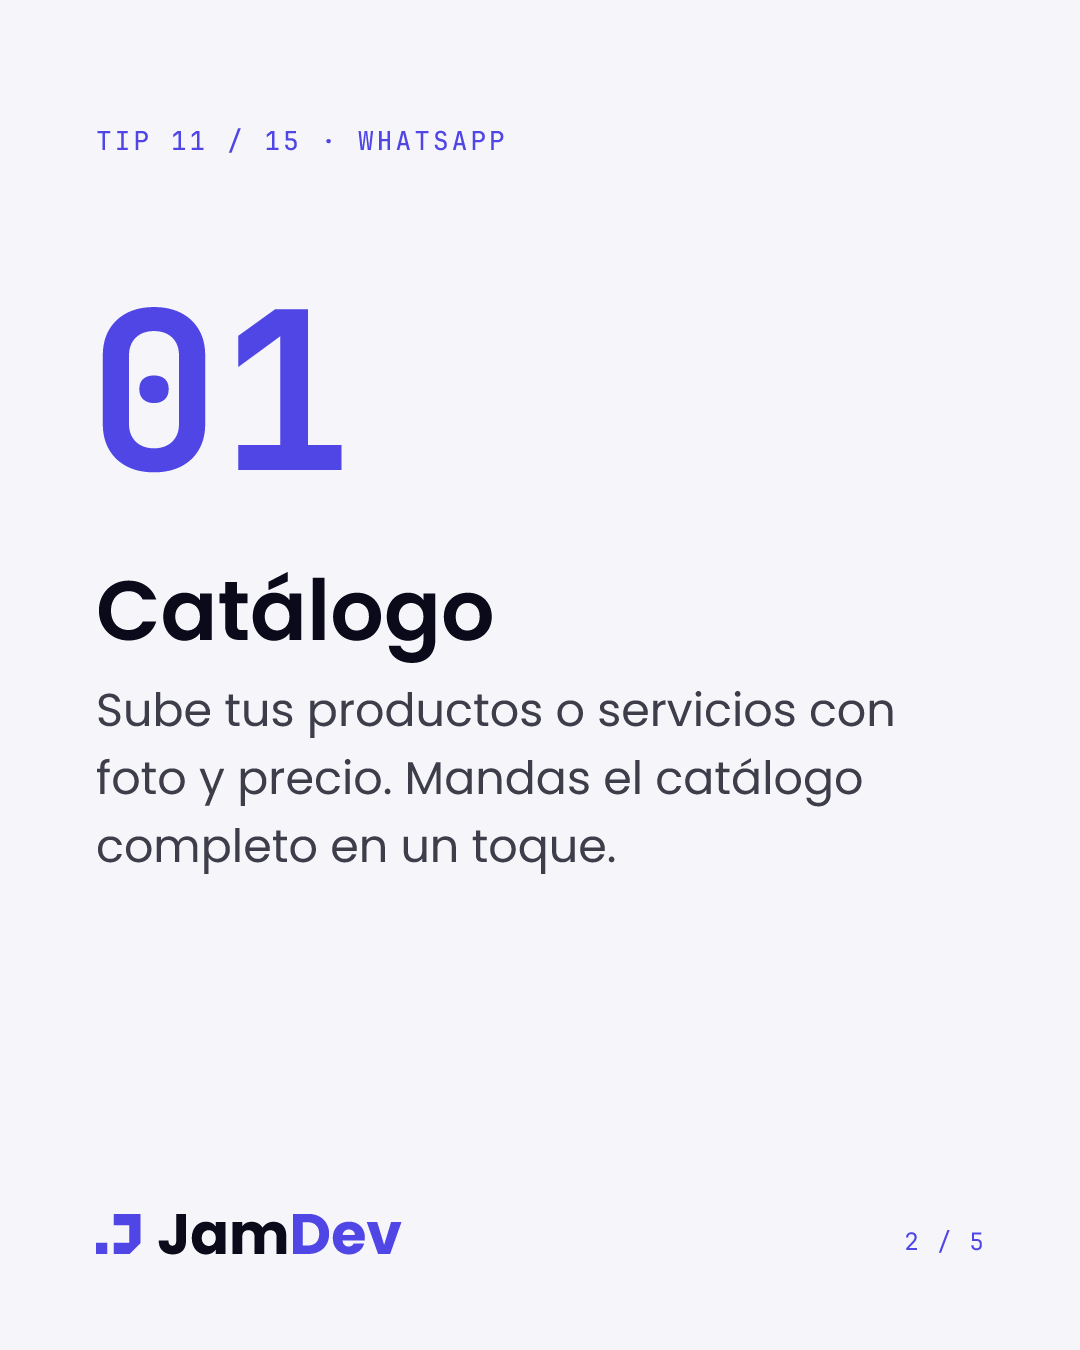 TIP 11 / 15 · WHATSAPP
01
Catálogo
Sube tus productos o servicios con
foto y precio. Mandas el catálogo
completo en un toque.
JamDev
2 / 5